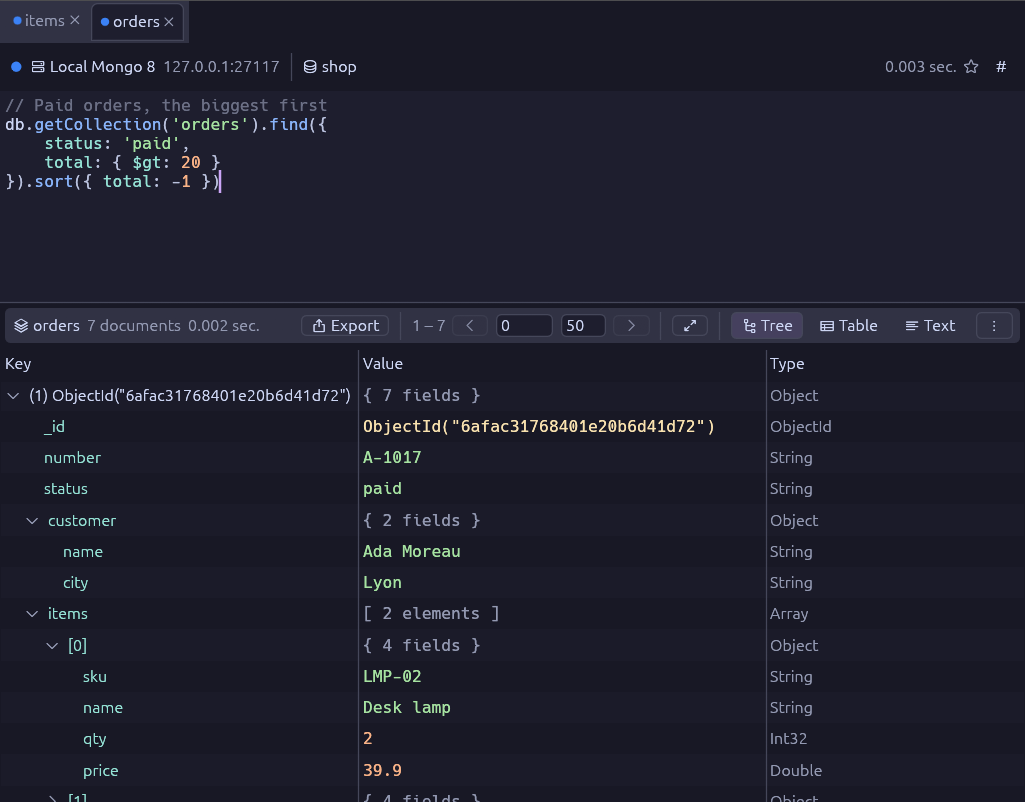 items × orders ×
Local Mongo 8 127.0.0.1:27117 shop 0.003 sec. #
// Paid orders, the biggest first
db.getCollection('orders').find({
    status: 'paid',
    total: { $gt: 20 }
}).sort({ total: -1 })
orders 7 documents 0.002 sec. Export 1 – 7 0 50 Tree Table Text
Key Value Type
(1) ObjectId("6afac31768401e20b6d41d72") { 7 fields } Object
_id ObjectId("6afac31768401e20b6d41d72") ObjectId
number A-1017 String
status paid String
customer { 2 fields } Object
name Ada Moreau String
city Lyon String
items [ 2 elements ] Array
[0] { 4 fields } Object
sku LMP-02 String
name Desk lamp String
qty 2 Int32
price 39.9 Double
[1] { 4 fields } Object